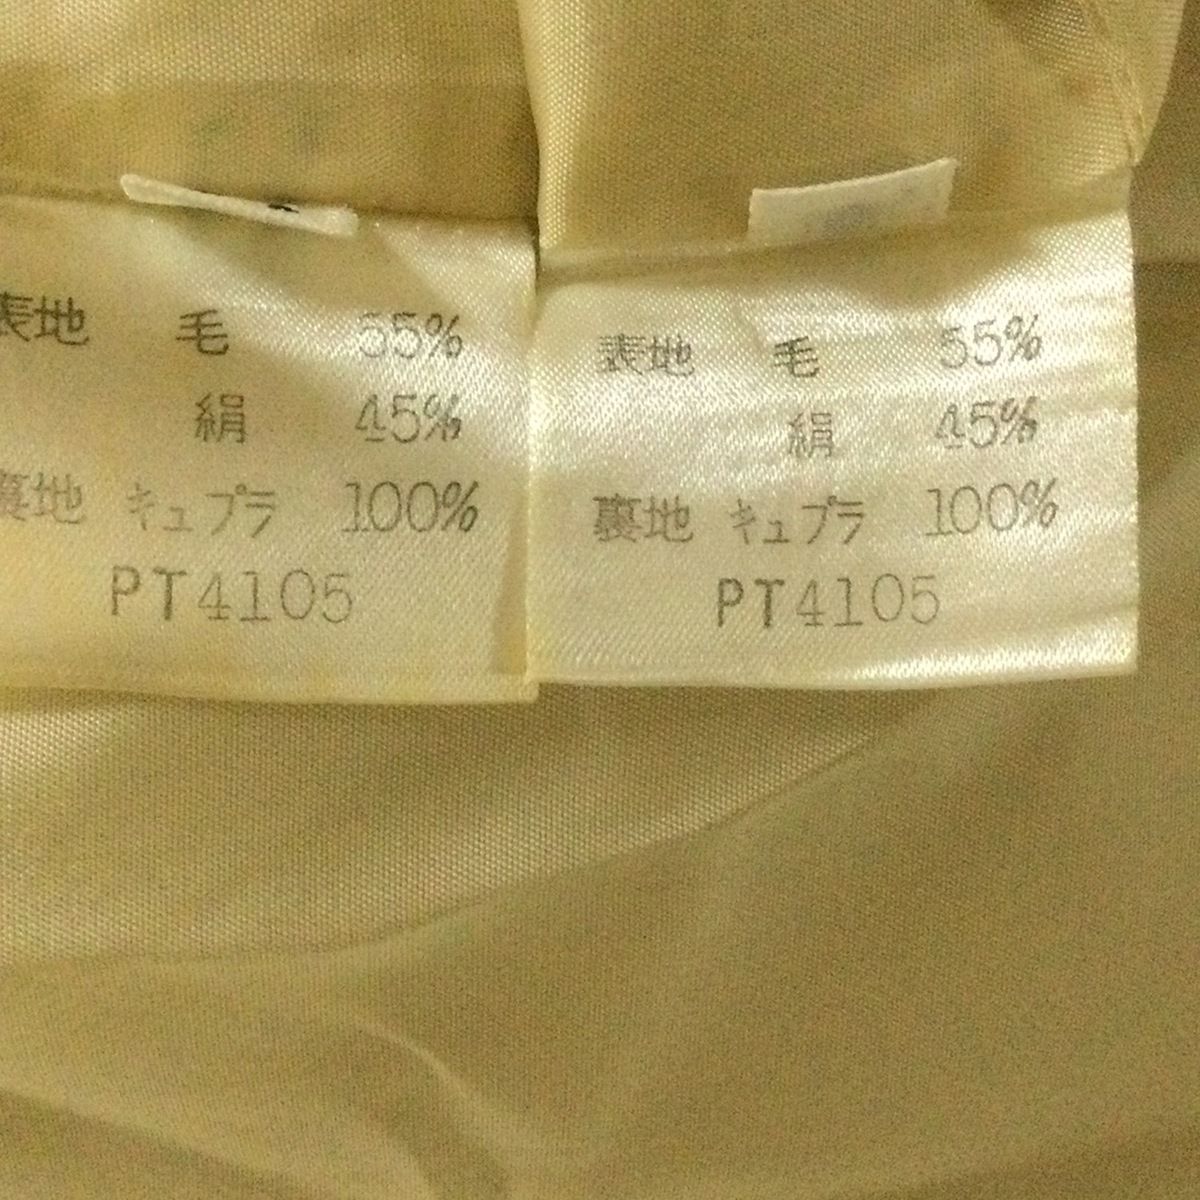 表地 毛 55%
絹 45%
裏地 キュプラ 100%
PT4105
表地 毛 55%
絹 45%
裏地 キュプラ 100%
PT4105